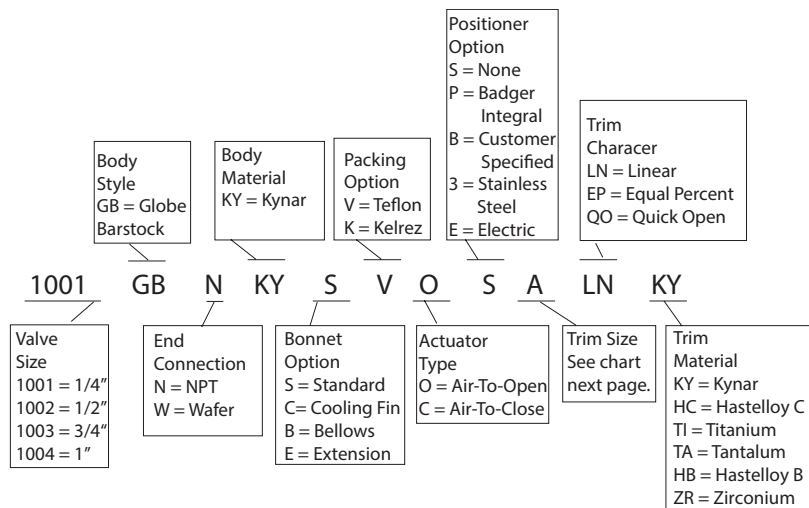 Positioner
Option
S = None
P = Badger
Integral
B = Customer
Specified
3 = Stainless
Steel
E = Electric
Body
Style
GB = Globe
Barstock
Body
Material
KY = Kynar
Packing
Option
V = Teflon
K = Kelrez
Trim
Characer
LN = Linear
EP = Equal Percent
QO = Quick Open
1001 GB N KY S V O S A LN KY
Valve
Size
1001 = 1/4"
1002 = 1/2"
1003 = 3/4"
1004 = 1"
End
Connection
N = NPT
W = Wafer
Bonnet
Option
S = Standard
C= Cooling Fin
B = Bellows
E = Extension
Actuator
Type
O = Air-To-Open
C = Air-To-Close
Trim Size
See chart
next page.
Trim
Material
KY = Kynar
HC = Hastelloy C
TI = Titanium
TA = Tantalum
HB = Hastelloy B
ZR = Zirconium